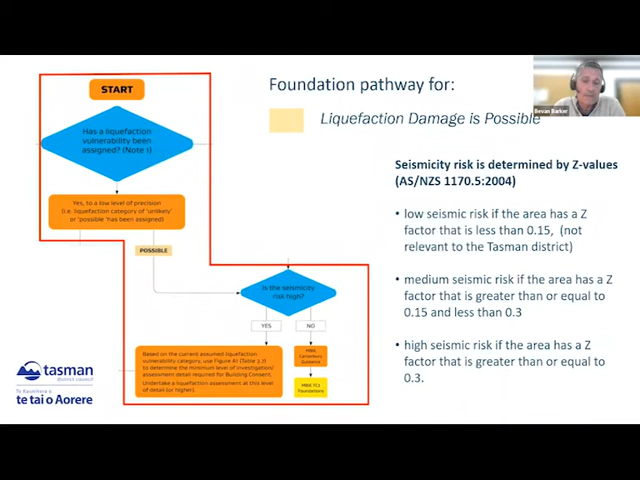 Foundation pathway for:
Liquefaction Damage is Possible
Bevan Barker
START
Has a liquefaction
vulnerability been
assigned? (Note 1)
Yes, to a low level of precision
(i.e. liquefaction category of 'unlikely'
or 'possible 'has been assigned)
POSSIBLE
Is the seismicity
risk high?
YES
NO
Based on the current assumed liquefaction
vulnerability category, use Figure A1 (Table 3.1)
to determine the minimum level of investigation/
assessment detail required for Building Consent.
Undertake a liquefaction assessment at this level
of detail (or higher).
MBIE
Canterbury
Guidance
MBIE TC1
Foundations
Seismicity risk is determined by Z-values
(AS/NZS 1170.5:2004)
• low seismic risk if the area has a Z
factor that is less than 0.15, (not
relevant to the Tasman district)
• medium seismic risk if the area has a Z
factor that is greater than or equal to
0.15 and less than 0.3
• high seismic risk if the area has a Z
factor that is greater than or equal to
0.3.
tasman
district council
Te Kaunihera o
te tai o Aorere